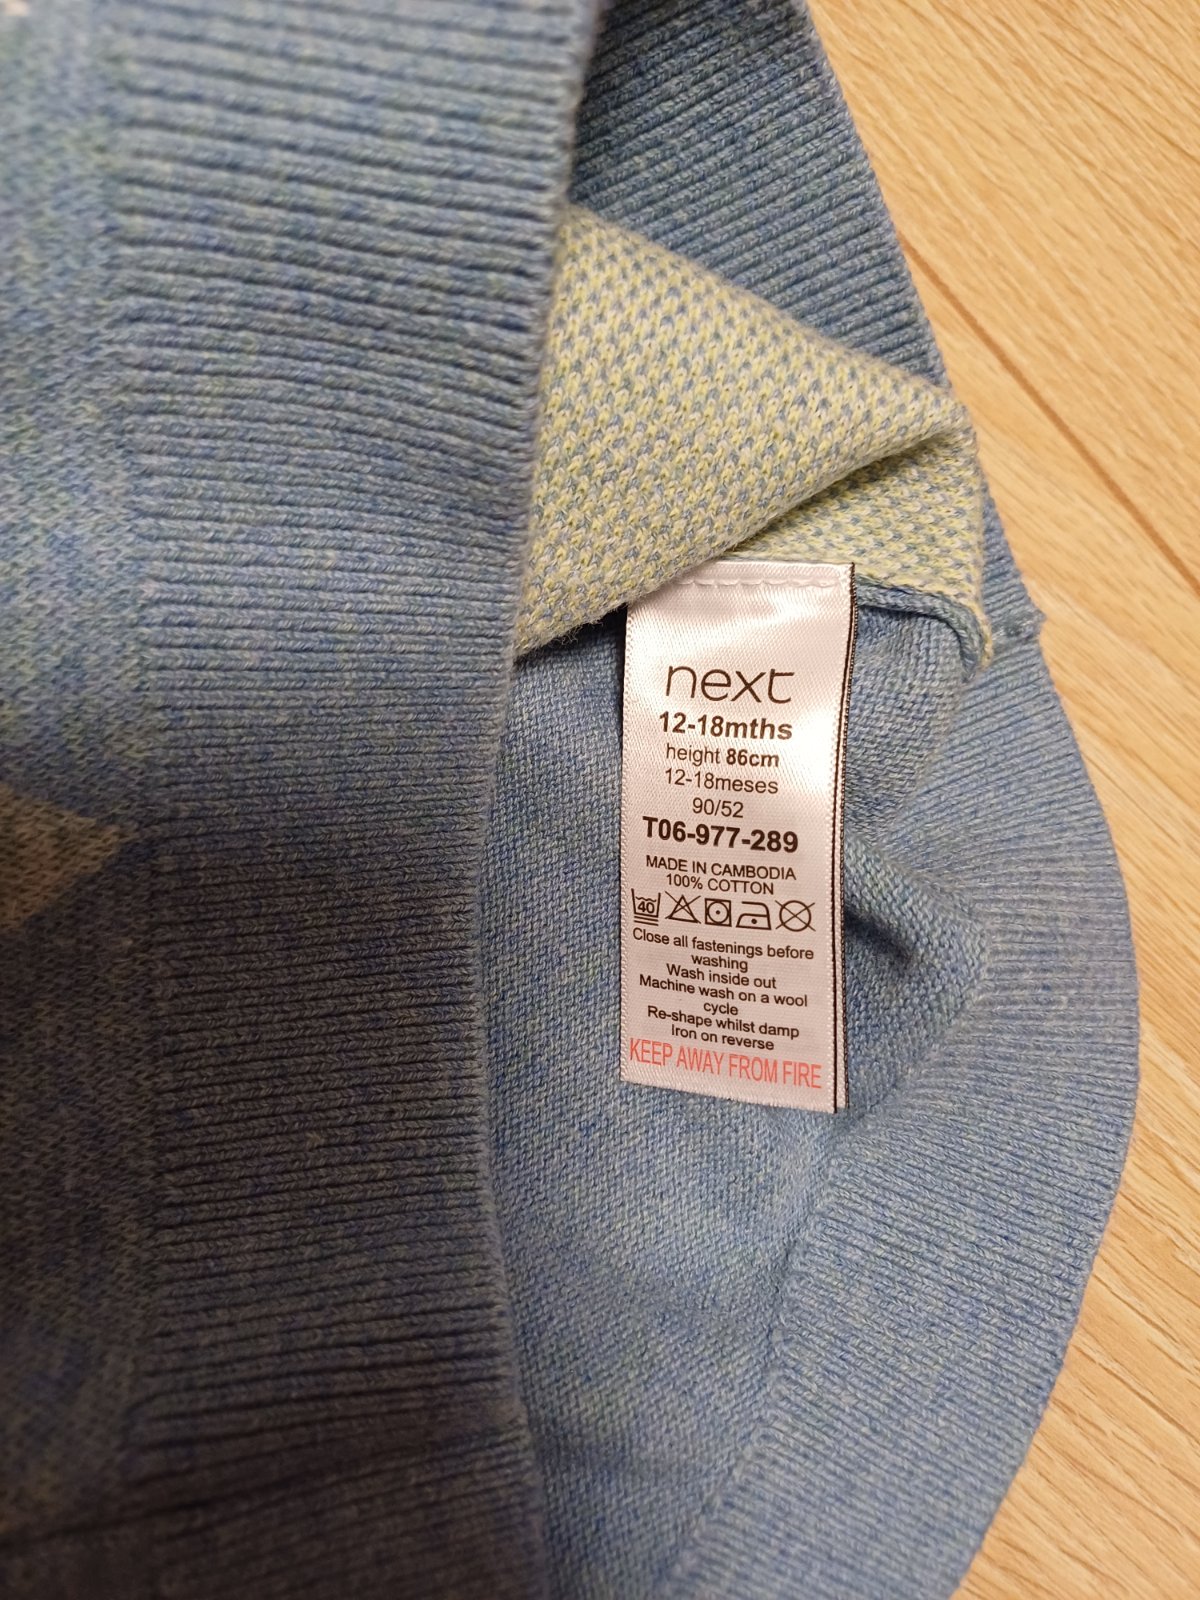 next
12-18mths
height 86cm
12-18meses
90/52
T06-977-289
MADE IN CAMBODIA
100% COTTON
40
Close all fastenings before
washing
Wash inside out
Machine wash on a wool
cycle
Re-shape whilst damp
Iron on reverse
KEEP AWAY FROM FIRE